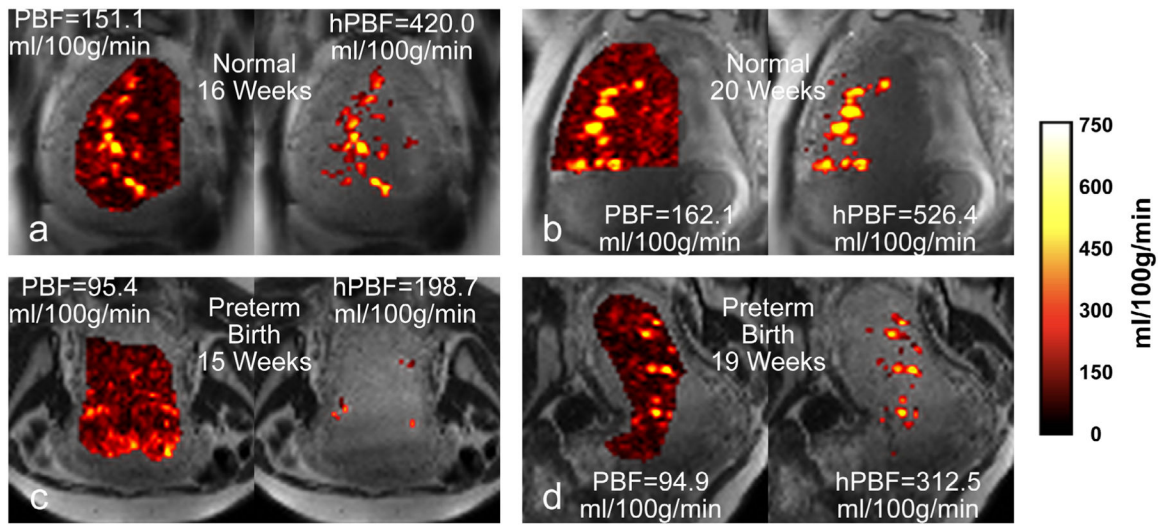 PBF=151.1
ml/100g/min
hPBF=420.0
ml/100g/min
Normal
16 Weeks
a
Normal
20 Weeks
PBF=162.1
ml/100g/min
hPBF=526.4
ml/100g/min
b
PBF=95.4
ml/100g/min
hPBF=198.7
ml/100g/min
Preterm
Birth
15 Weeks
c
Preterm
Birth
19 Weeks
PBF=94.9
ml/100g/min
hPBF=312.5
ml/100g/min
d
750
600
450
300
150
0
ml/100g/min